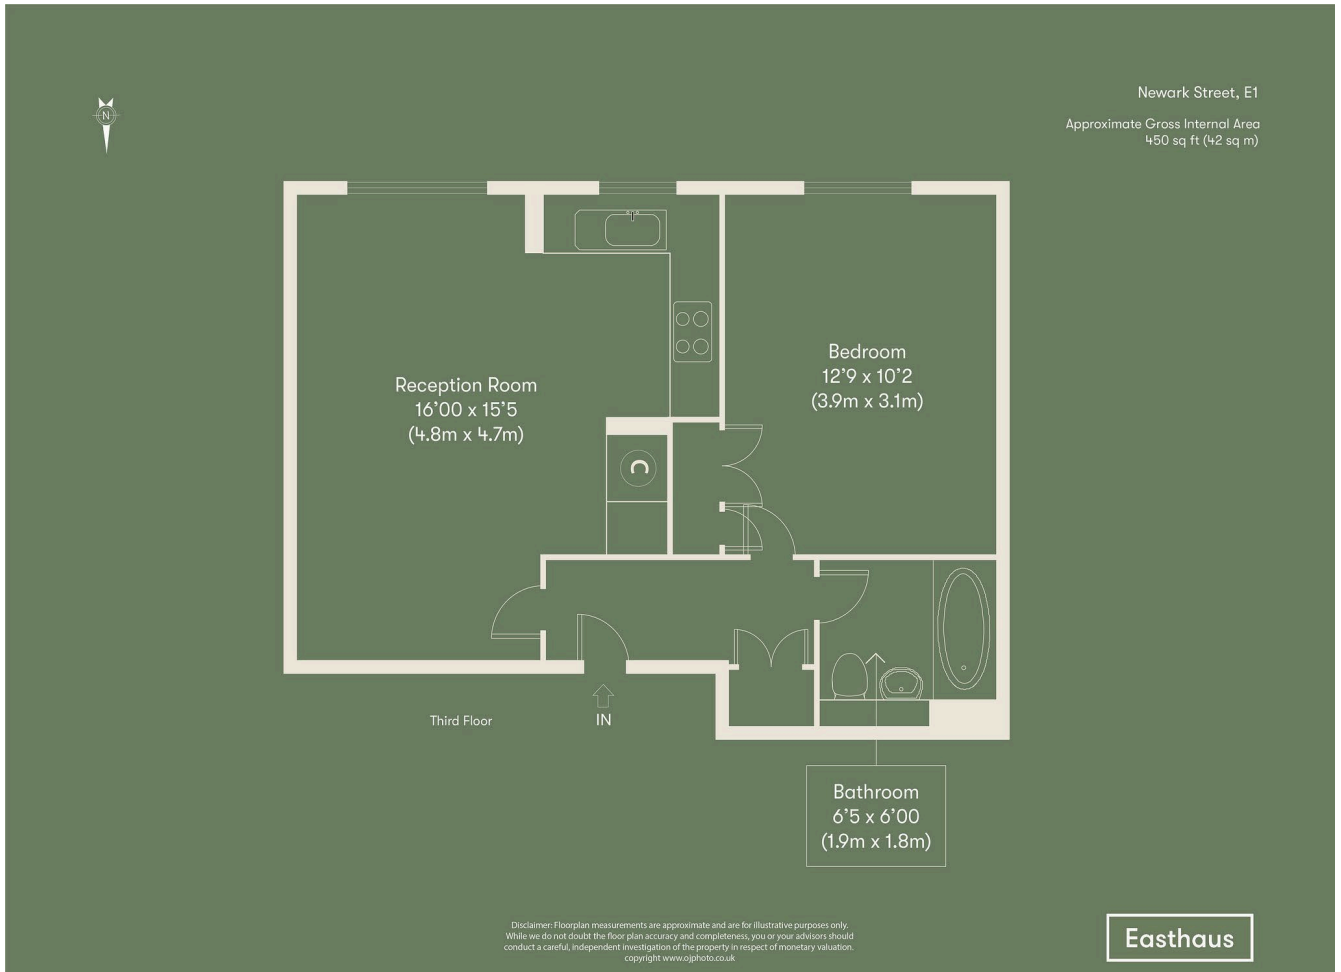 Newark Street, E1
Approximate Gross Internal Area
450 sq ft (42 sq m)
N
Reception Room
16'00 x 15'5
(4.8m x 4.7m)
Bedroom
12'9 x 10'2
(3.9m x 3.1m)
C
Third Floor
IN
Bathroom
6'5 x 6'00
(1.9m x 1.8m)
Disclaimer: Floorplan measurements are approximate and are for illustrative purposes only.
While we do not doubt the floor plan accuracy and completeness, you or your advisors should
conduct a careful, independent investigation of the property in respect of monetary valuation.
copyright www.ojphoto.co.uk
Easthaus